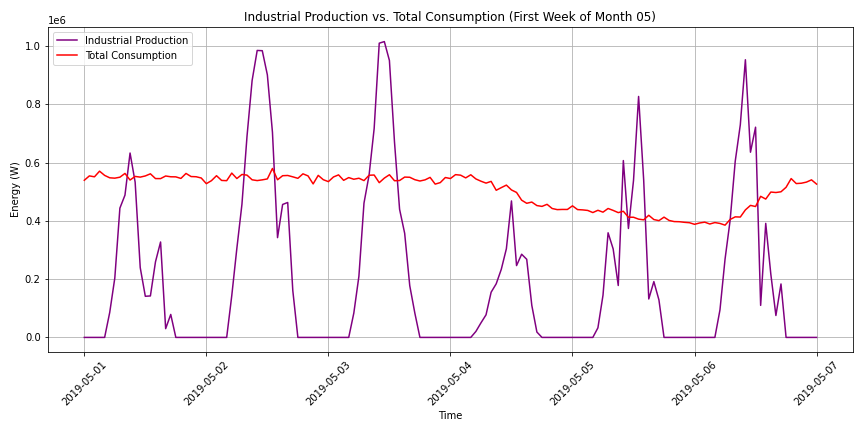 Industrial Production vs. Total Consumption (First Week of Month 05)
1e6
Industrial Production
Total Consumption
1.0
0.8
0.6
0.4
0.2
0.0
Energy (W)
2019-05-01
2019-05-02
2019-05-03
2019-05-04
2019-05-05
2019-05-06
2019-05-07
Time